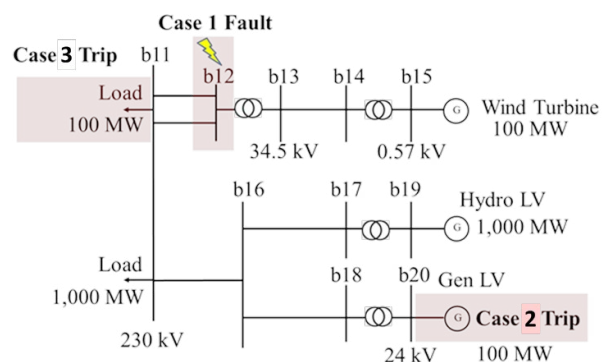 Case 1 Fault
Case 3 Trip
b11
b12
b13
b14
b15
Load
100 MW
G
Wind Turbine
100 MW
34.5 kV
0.57 kV
b16
b17
b19
Hydro LV
G
1,000 MW
Load
1,000 MW
b18
b20
Gen LV
G
Case 2 Trip
230 kV
24 kV
100 MW